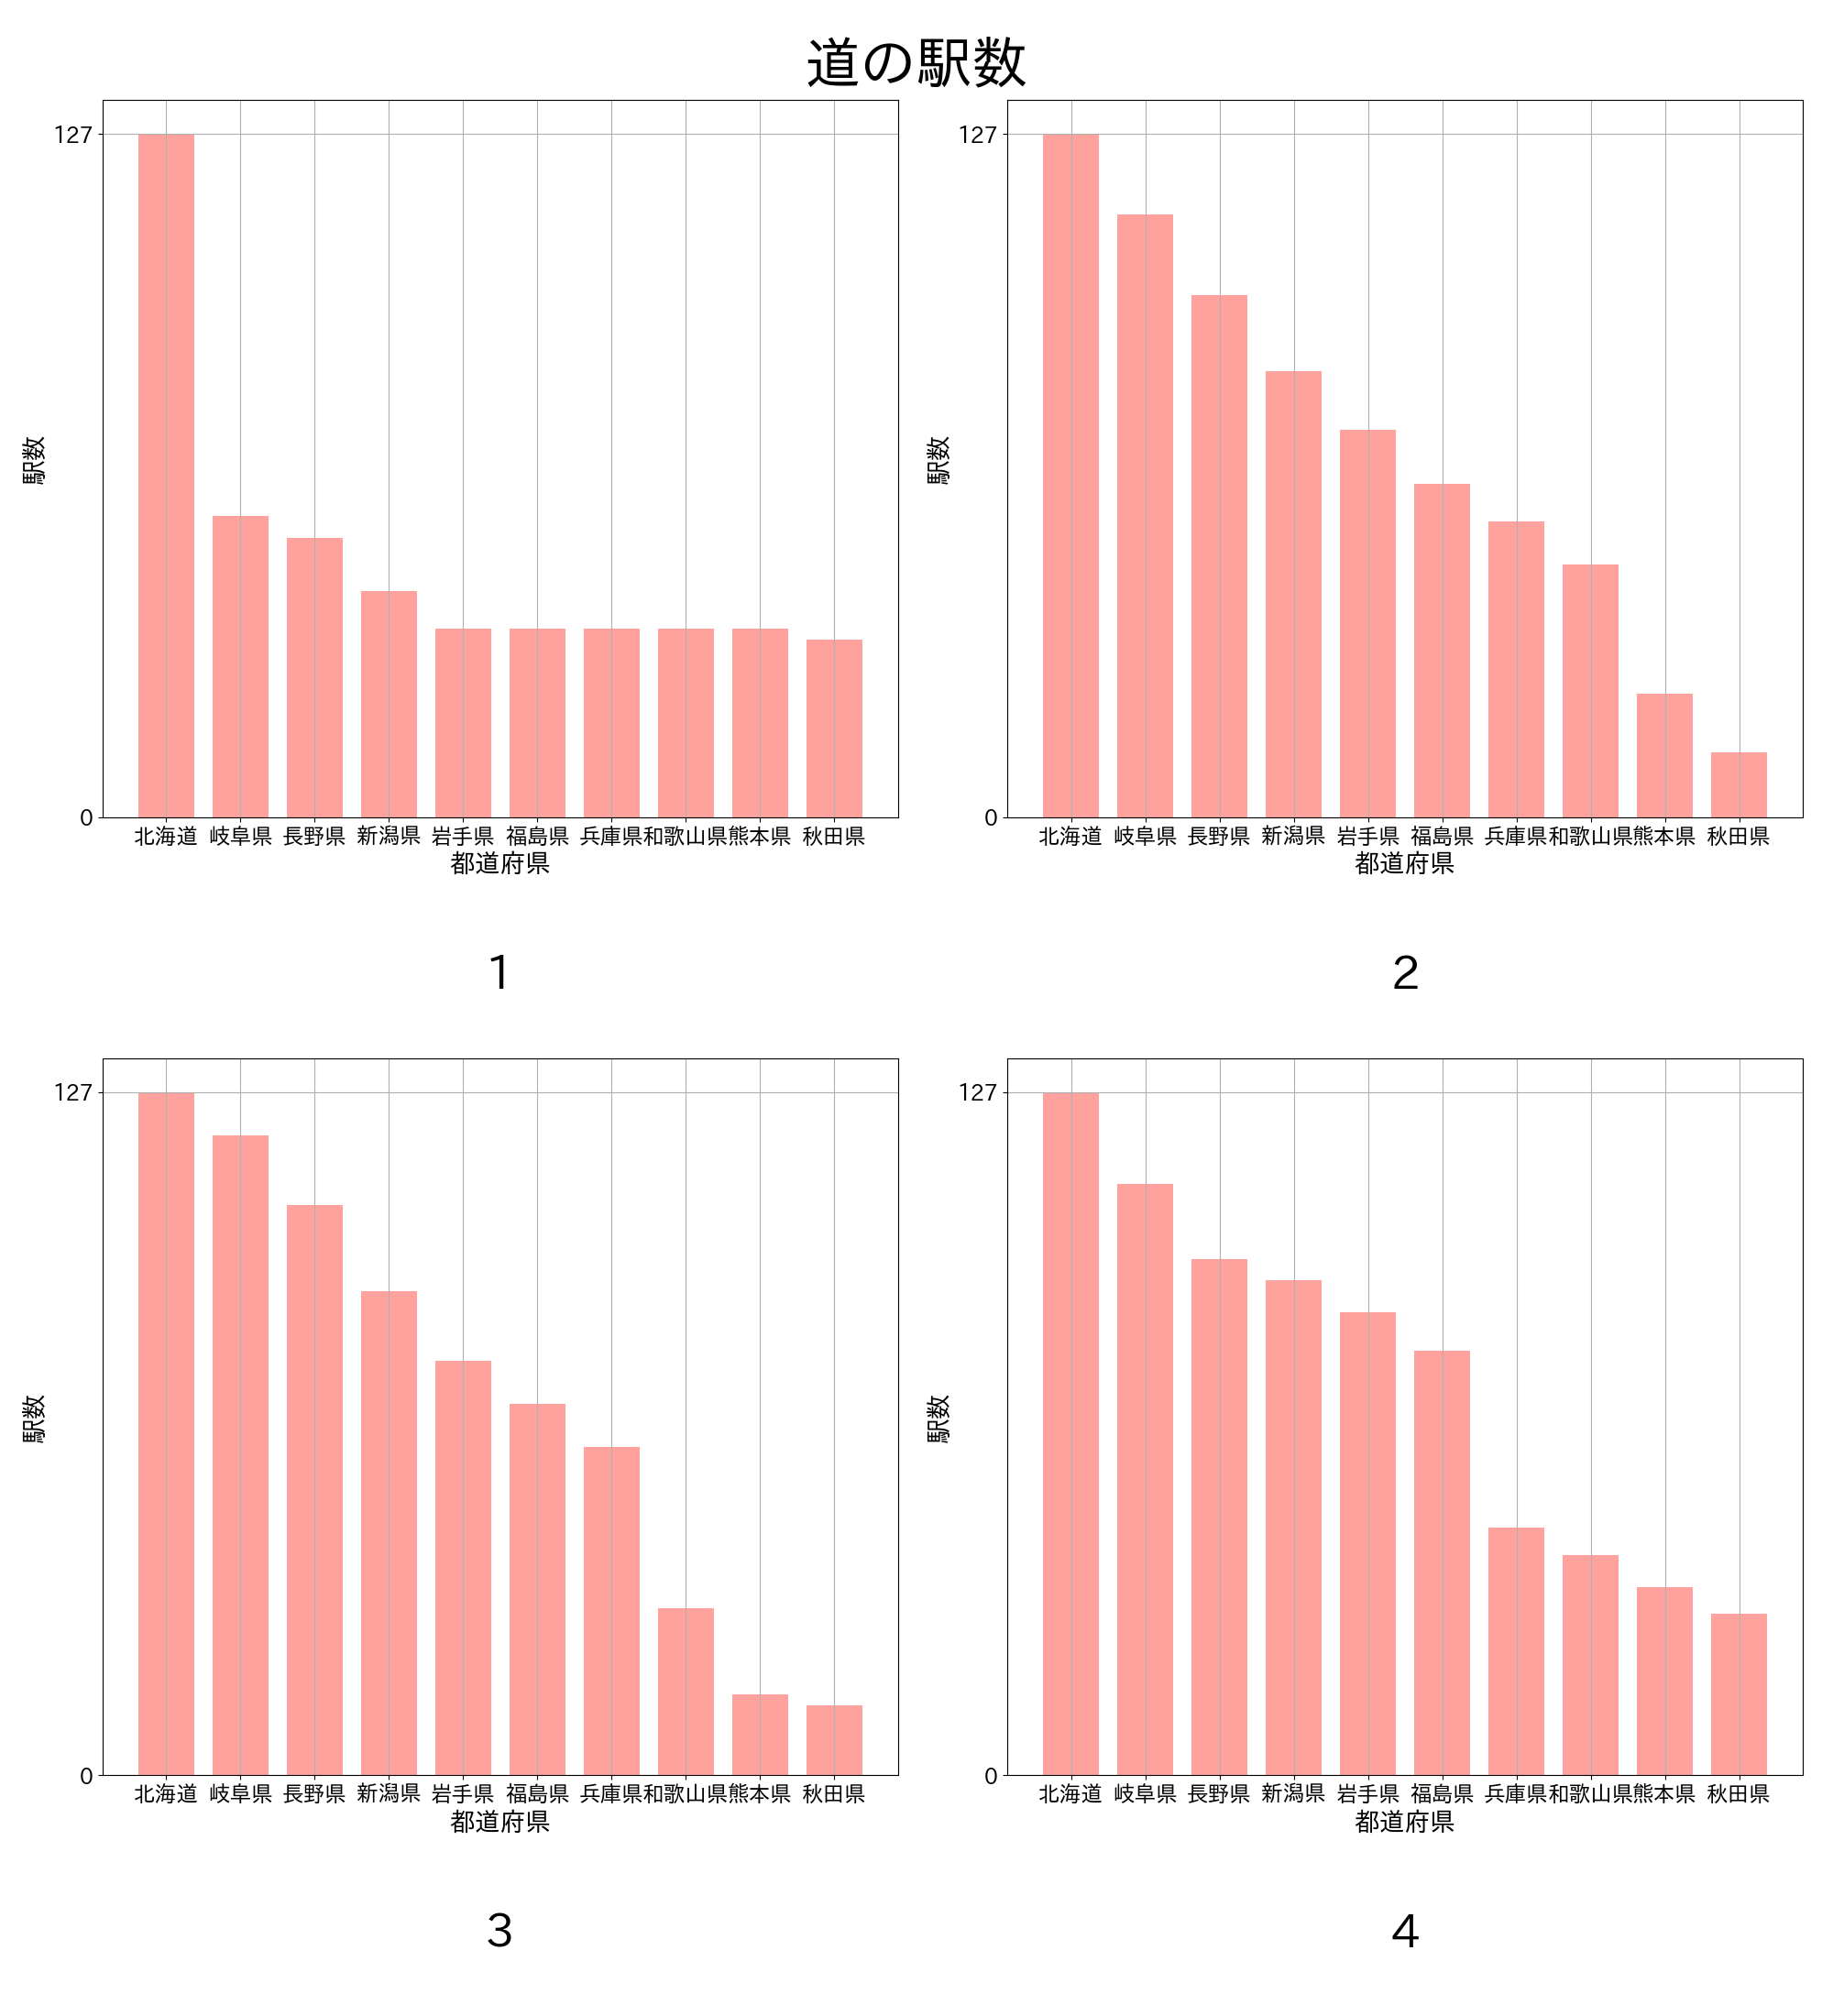 道の駅数
127
駅数
0
北海道 岐阜県 長野県 新潟県 岩手県 福島県 兵庫県 和歌山県 熊本県 秋田県
都道府県
1
127
駅数
0
北海道 岐阜県 長野県 新潟県 岩手県 福島県 兵庫県 和歌山県 熊本県 秋田県
都道府県
2
127
駅数
0
北海道 岐阜県 長野県 新潟県 岩手県 福島県 兵庫県 和歌山県 熊本県 秋田県
都道府県
3
127
駅数
0
北海道 岐阜県 長野県 新潟県 岩手県 福島県 兵庫県 和歌山県 熊本県 秋田県
都道府県
4